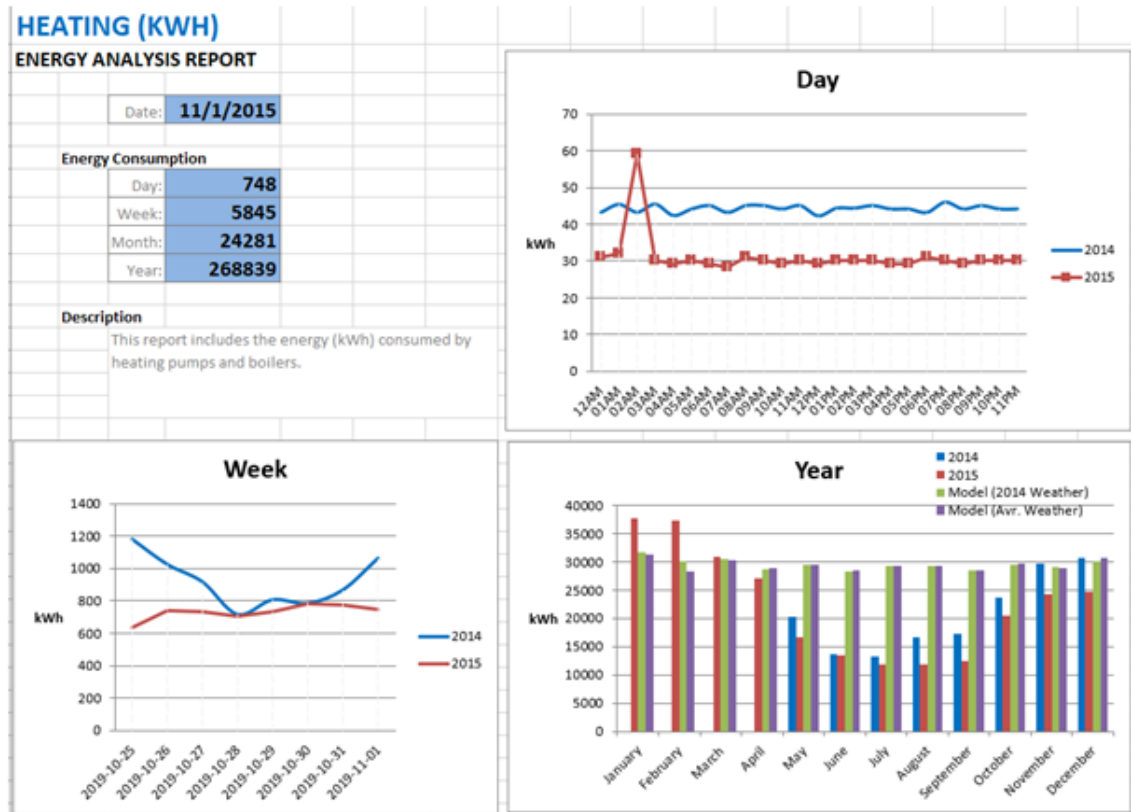 HEATING (KWH)
ENERGY ANALYSIS REPORT
Date: 11/1/2015
Energy Consumption
Day: 748
Week: 5845
Month: 24281
Year: 268839
Description
This report includes the energy (kWh) consumed by
heating pumps and boilers.
Day
70
60
50
40
30
20
10
0
kWh
12AM
01AM
02AM
03AM
04AM
05AM
06AM
07AM
08AM
09AM
10AM
11AM
12PM
01PM
02PM
03PM
04PM
05PM
06PM
07PM
08PM
09PM
10PM
11PM
2014
2015
Week
1400
1200
1000
800
600
400
200
0
kWh
2019-10-25
2019-10-26
2019-10-27
2019-10-28
2019-10-29
2019-10-30
2019-10-31
2019-11-01
2014
2015
Year
2014
2015
Model (2014 Weather)
Model (Avr. Weather)
40000
35000
30000
25000
20000
15000
10000
5000
0
kWh
January
February
March
April
May
June
July
August
September
October
November
December